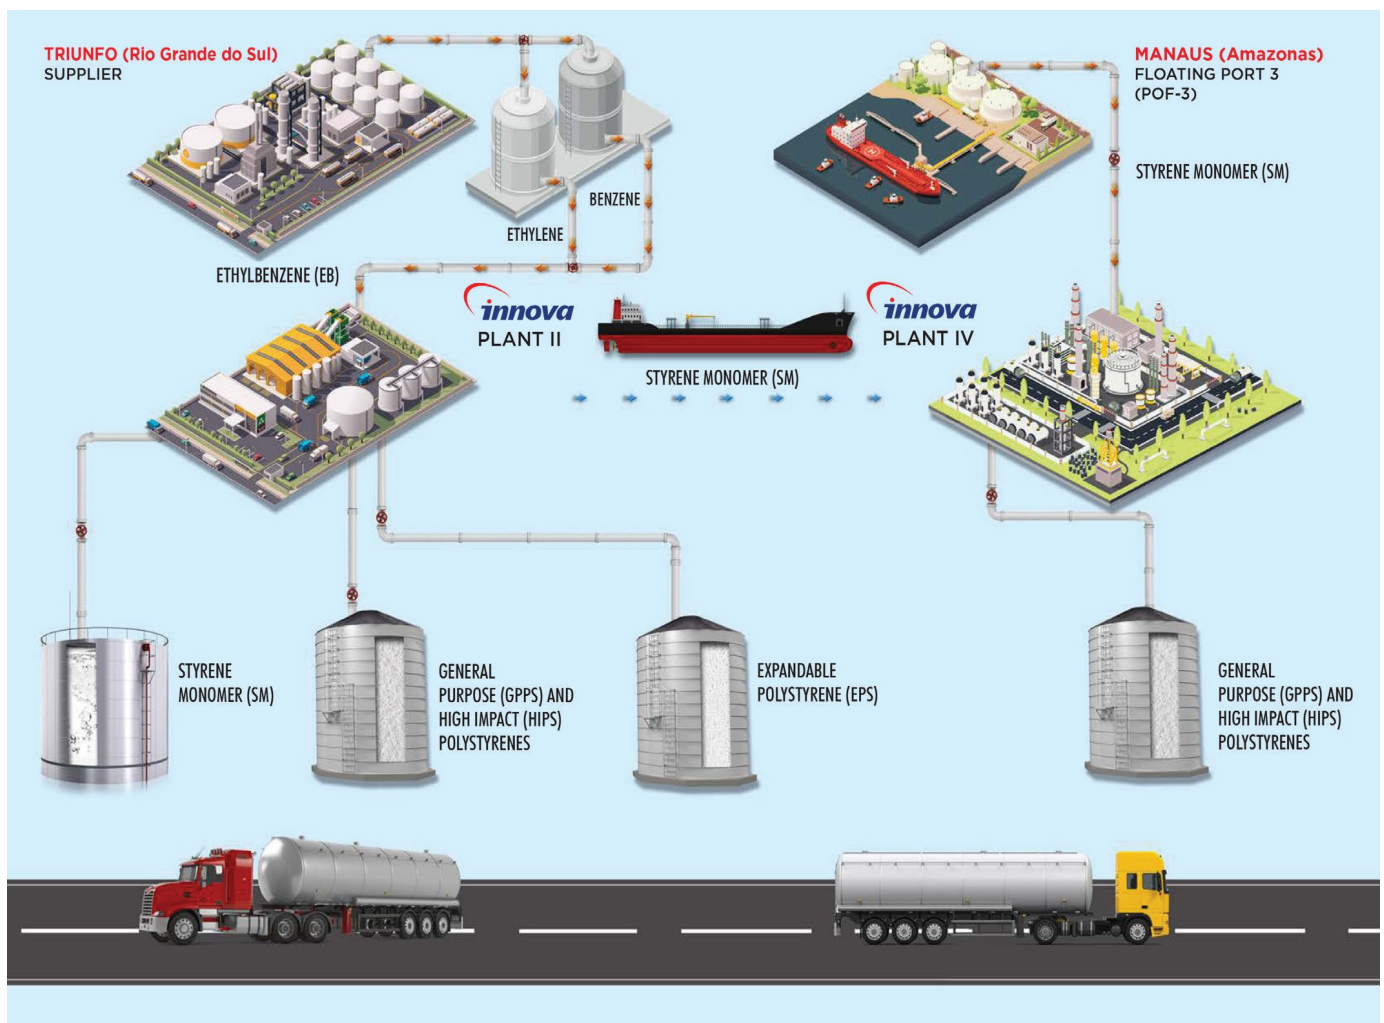 TRIUNFO (Rio Grande do Sul)
SUPPLIER
MANAUS (Amazonas)
FLOATING PORT 3
(POF-3)
STYRENE MONOMER (SM)
BENZENE
ETHYLENE
ETHYLBENZENE (EB)
innova
PLANT II
innova
PLANT IV
STYRENE MONOMER (SM)
STYRENE
MONOMER (SM)
GENERAL
PURPOSE (GPPS) AND
HIGH IMPACT (HIPS)
POLYSTYRENES
EXPANDABLE
POLYSTYRENE (EPS)
GENERAL
PURPOSE (GPPS) AND
HIGH IMPACT (HIPS)
POLYSTYRENES
H